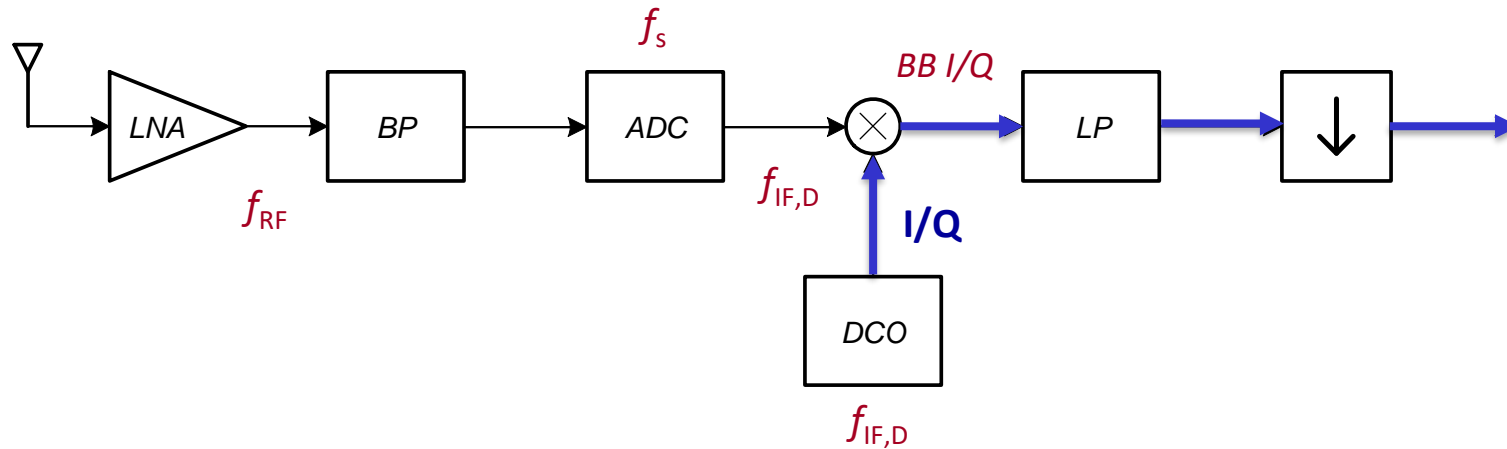 f_s
BB I/Q
LNA
BP
ADC
LP
f_RF
f_IF,D
I/Q
DCO
f_IF,D